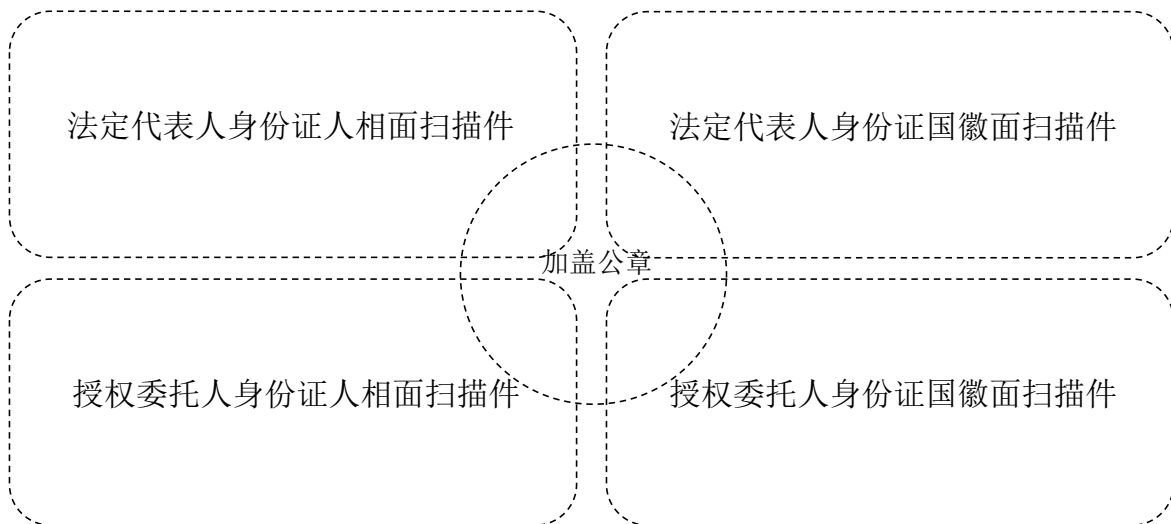 法定代表人身份证人相面扫描件
法定代表人身份证国徽面扫描件
加盖公章
授权委托人身份证人相面扫描件
授权委托人身份证国徽面扫描件